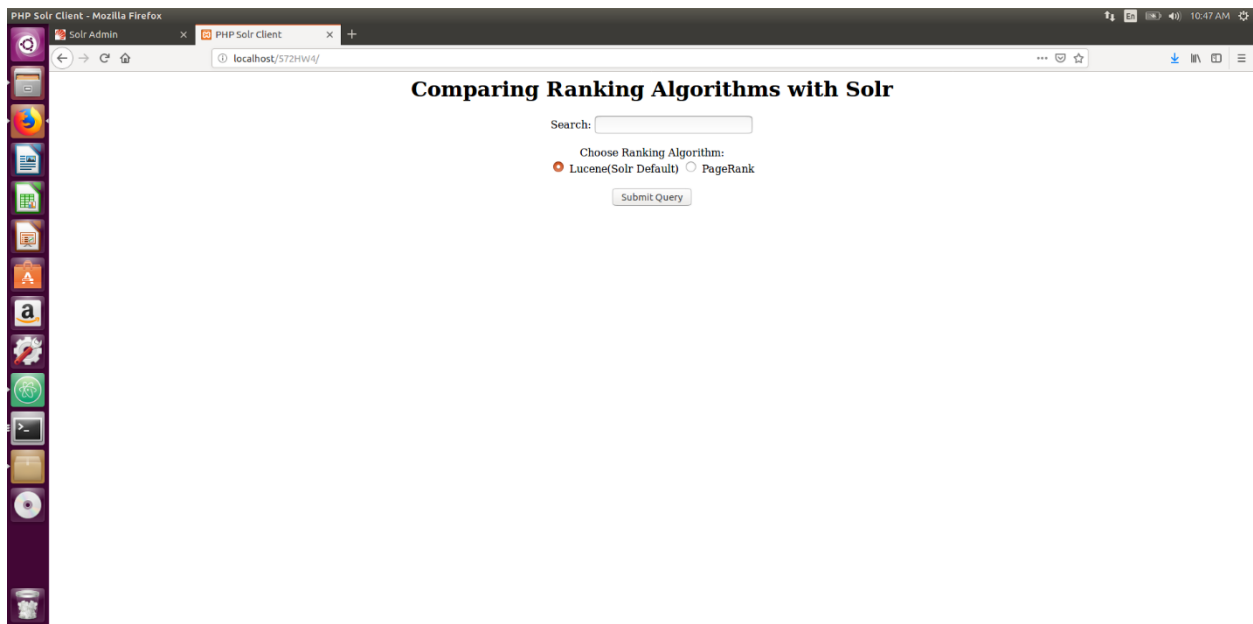 PHP Solr Client - Mozilla Firefox
En 10:47 AM
Solr Admin × PHP Solr Client × +
localhost/572HW4/
Comparing Ranking Algorithms with Solr
Search:
Choose Ranking Algorithm:
Lucene(Solr Default) PageRank
Submit Query